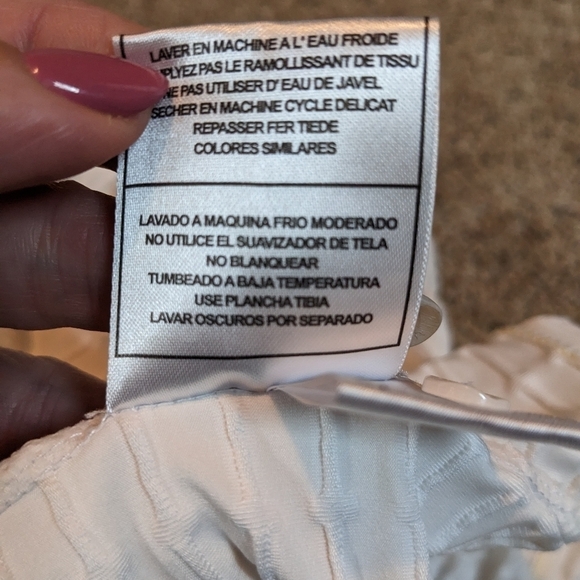 LAVER EN MACHINE A L' EAU FROIDE
PAS LE RAMOLLISSANT DE TISSU
NE PAS UTILISER D' EAU DE JAVEL
SECHER EN MACHINE CYCLE DELICAT
REPASSER FER TIEDE
COLORES SIMILARES
LAVADO A MAQUINA FRIO MODERADO
NO UTILICE EL SUAVIZADOR DE TELA
NO BLANQUEAR
TUMBEADO A BAJA TEMPERATURA
USE PLANCHA TIBIA
LAVAR OSCUROS POR SEPARADO